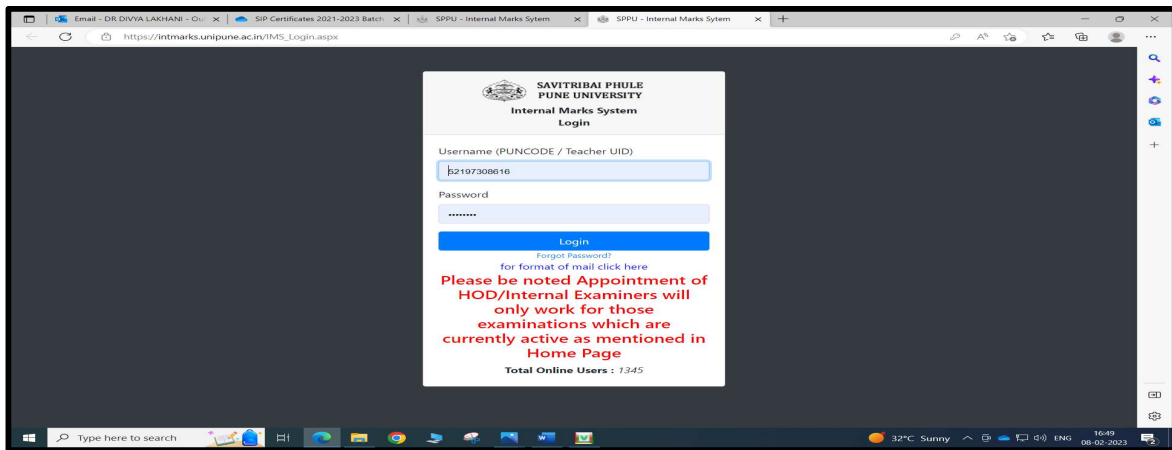 Email - DR DIVYA LAKHANI - Ou
SIP Certificates 2021-2023 Batch
SPPU - Internal Marks Sytem
SPPU - Internal Marks Sytem
https://intmarks.unipune.ac.in/IMS_Login.aspx
SAVITRIBAI PHULE
PUNE UNIVERSITY
Internal Marks System
Login
Username (PUNCODE / Teacher UID)
52197308616
Password
Login
Forgot Password?
for format of mail click here
Please be noted Appointment of
HOD/Internal Examiners will
only work for those
examinations which are
currently active as mentioned in
Home Page
Total Online Users : 1345
Type here to search
32°C Sunny
ENG
16:49
08-02-2023